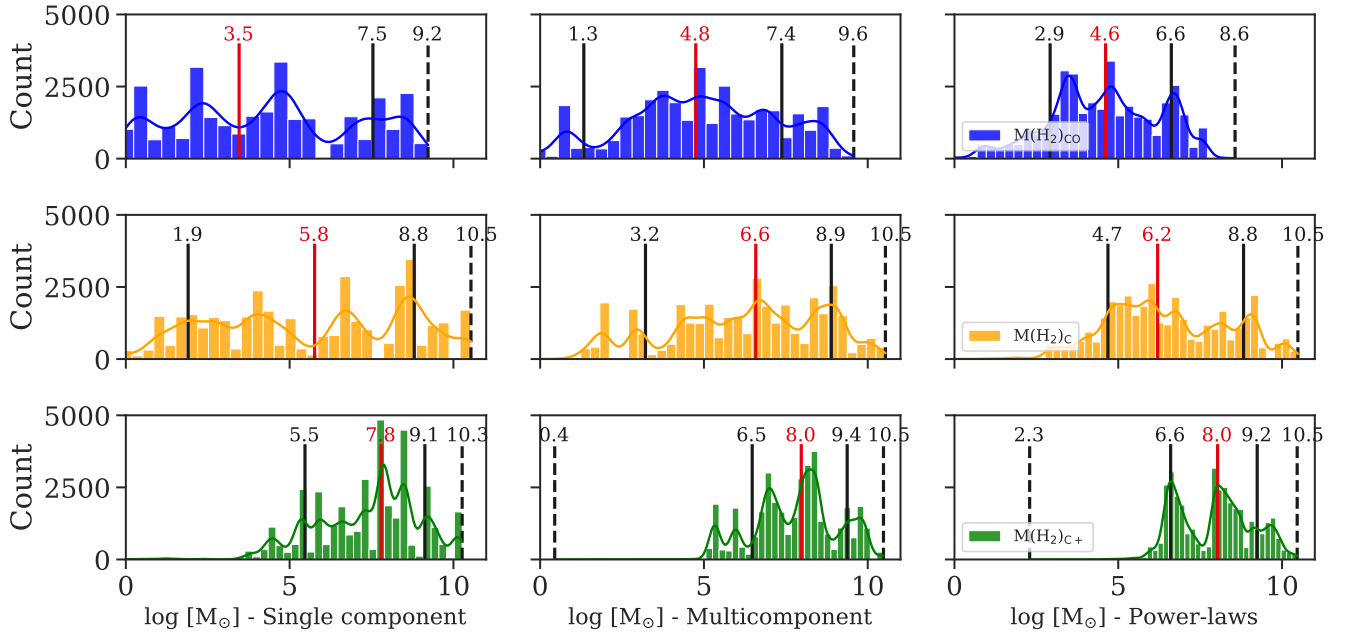 5000
2500
0
Count
3.5 7.5 9.2
1.3 4.8 7.4 9.6
2.9 4.6 6.6 8.6
M(H₂)CO
5 10
5000
2500
0
Count
1.9 5.8 8.8 10.5
3.2 6.6 8.9 10.5
4.7 6.2 8.8 10.5
M(H₂)C
5000
2500
0
Count
5.5 7.8 9.1 10.3
0.4 6.5 8.0 9.4 10.5
2.3 6.6 8.0 9.2 10.5
M(H₂)C+
0 5 10
0 5 10
0 5 10
log [M⊙] - Single component
log [M⊙] - Multicomponent
log [M⊙] - Power-laws